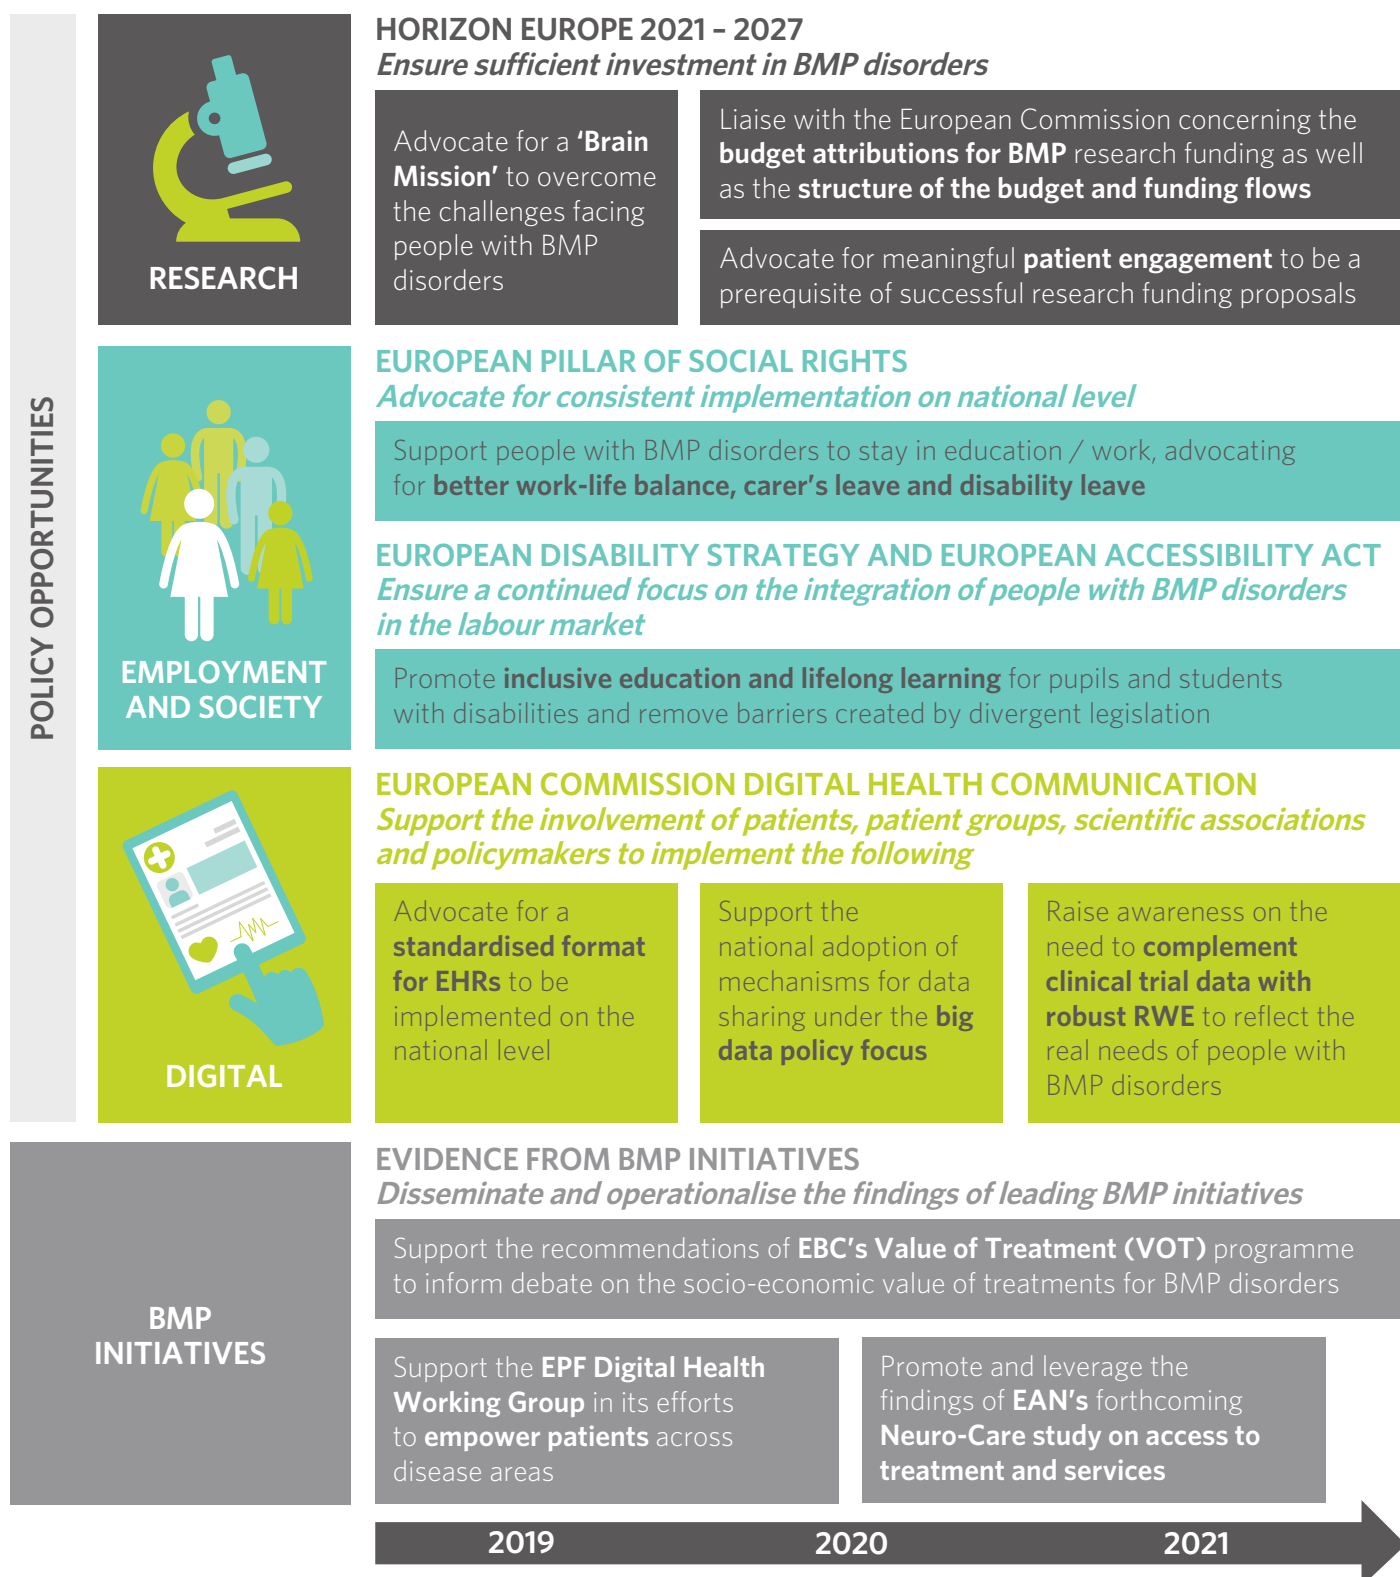 POLICY OPPORTUNITIES
RESEARCH
HORIZON EUROPE 2021 – 2027
Ensure sufficient investment in BMP disorders
Advocate for a ‘Brain
Mission’ to overcome
the challenges facing
people with BMP
disorders
Liaise with the European Commission concerning the
budget attributions for BMP research funding as well
as the structure of the budget and funding flows
Advocate for meaningful patient engagement to be a
prerequisite of successful research funding proposals
EMPLOYMENT
AND SOCIETY
EUROPEAN PILLAR OF SOCIAL RIGHTS
Advocate for consistent implementation on national level
Support people with BMP disorders to stay in education / work, advocating
for better work-life balance, carer’s leave and disability leave
EUROPEAN DISABILITY STRATEGY AND EUROPEAN ACCESSIBILITY ACT
Ensure a continued focus on the integration of people with BMP disorders
in the labour market
Promote inclusive education and lifelong learning for pupils and students
with disabilities and remove barriers created by divergent legislation
DIGITAL
EUROPEAN COMMISSION DIGITAL HEALTH COMMUNICATION
Support the involvement of patients, patient groups, scientific associations
and policymakers to implement the following
Advocate for a
standardised format
for EHRs to be
implemented on the
national level
Support the
national adoption of
mechanisms for data
sharing under the big
data policy focus
Raise awareness on the
need to complement
clinical trial data with
robust RWE to reflect the
real needs of people with
BMP disorders
BMP
INITIATIVES
EVIDENCE FROM BMP INITIATIVES
Disseminate and operationalise the findings of leading BMP initiatives
Support the recommendations of EBC’s Value of Treatment (VOT) programme
to inform debate on the socio-economic value of treatments for BMP disorders
Support the EPF Digital Health
Working Group in its efforts
to empower patients across
disease areas
Promote and leverage the
findings of EAN’s forthcoming
Neuro-Care study on access to
treatment and services
2019
2020
2021